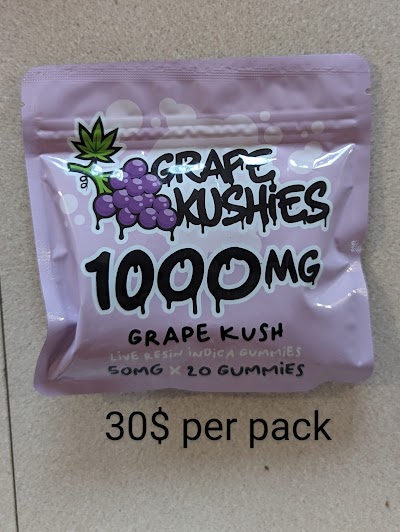 GRAPE
KUSHiES
1000MG
GRAPE KUSH
LIVE RESIN INDICA GUMMIES
50MG X 20 GUMMiES
30$ per pack